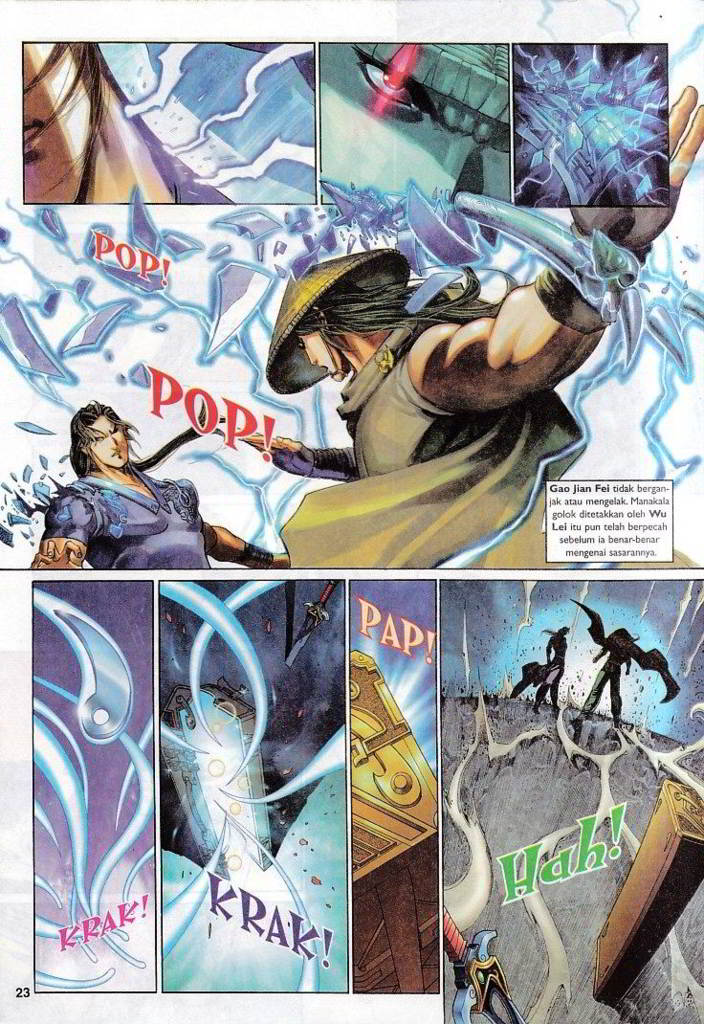 POP!
POP!
Gao Jian Fei tidak bergan-
jak atau mengelak. Manakala
golok ditetakkan oleh Wu
Lei itu pun telah berpecah
sebelum ia benar-benar
mengenai sasarannya.
KRAK!
KRAK!
PAP!
Hah!
23